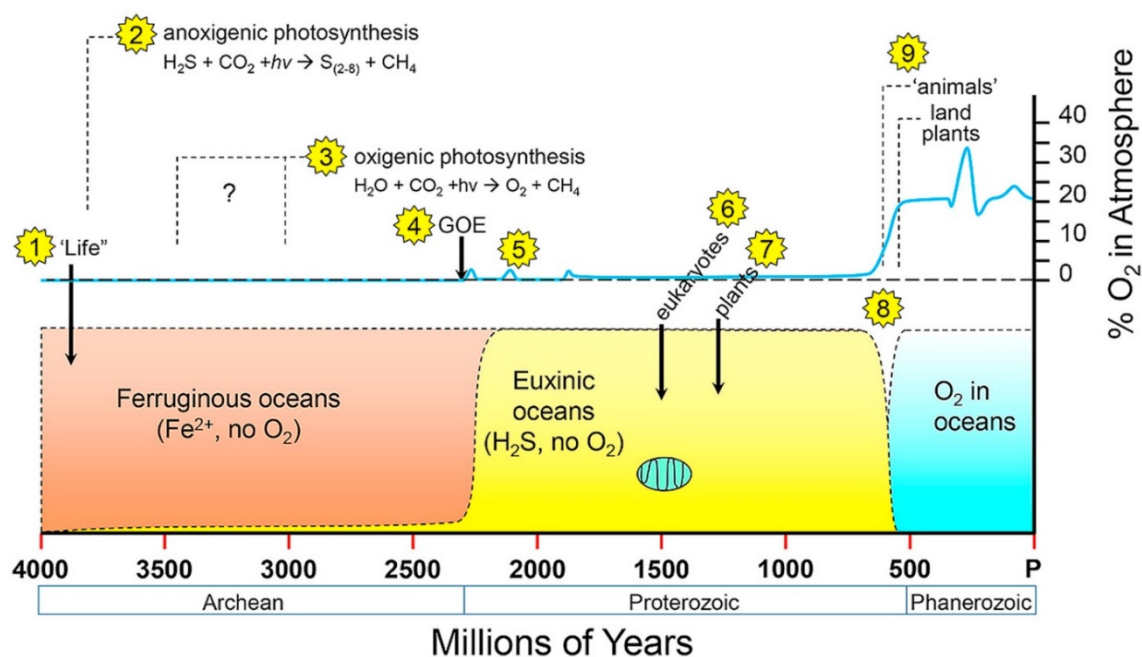 2 anoxigenic photosynthesis
H₂S + CO₂ +hv → S₍₂₋₈₎ + CH₄
3 oxigenic photosynthesis
H₂O + CO₂ +hv → O₂ + CH₄
?
1 'Life"
4 GOE
5
6
eukaryotes
7
plants
8
9
'animals'
land
plants
40
30
20
10
0
% O₂ in Atmosphere
Ferruginous oceans
(Fe²⁺, no O₂)
Euxinic
oceans
(H₂S, no O₂)
O₂ in
oceans
4000 3500 3000 2500 2000 1500 1000 500 P
Archean Proterozoic Phanerozoic
Millions of Years